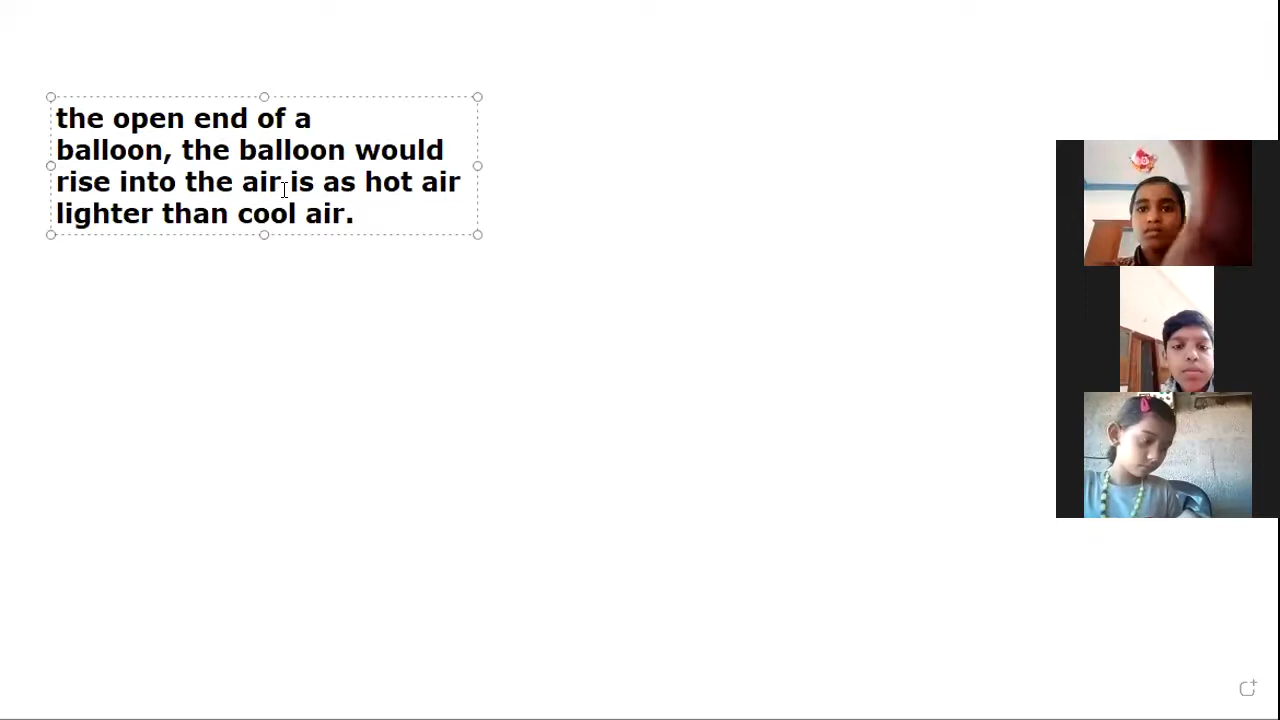 the open end of a
balloon, the balloon would
rise into the air is as hot air
lighter than cool air.